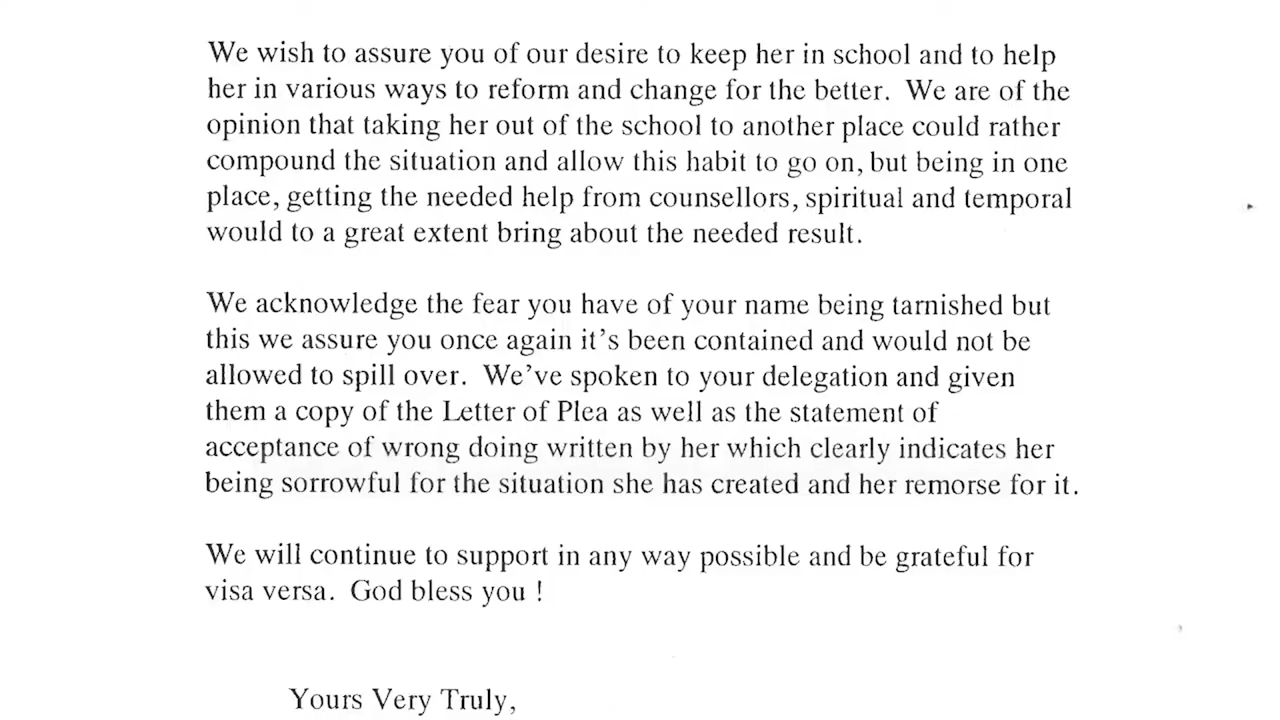 We wish to assure you of our desire to keep her in school and to help
her in various ways to reform and change for the better. We are of the
opinion that taking her out of the school to another place could rather
compound the situation and allow this habit to go on, but being in one
place, getting the needed help from counsellors, spiritual and temporal
would to a great extent bring about the needed result.
We acknowledge the fear you have of your name being tarnished but
this we assure you once again it's been contained and would not be
allowed to spill over. We've spoken to your delegation and given
them a copy of the Letter of Plea as well as the statement of
acceptance of wrong doing written by her which clearly indicates her
being sorrowful for the situation she has created and her remorse for it.
We will continue to support in any way possible and be grateful for
visa versa. God bless you !
Yours Very Truly,